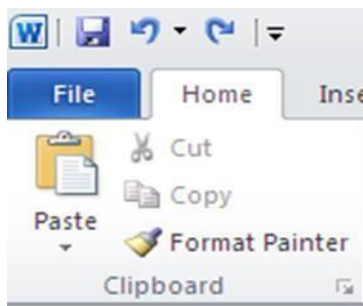 W
File Home Inse
Cut
Copy
Paste
Format Painter
Clipboard